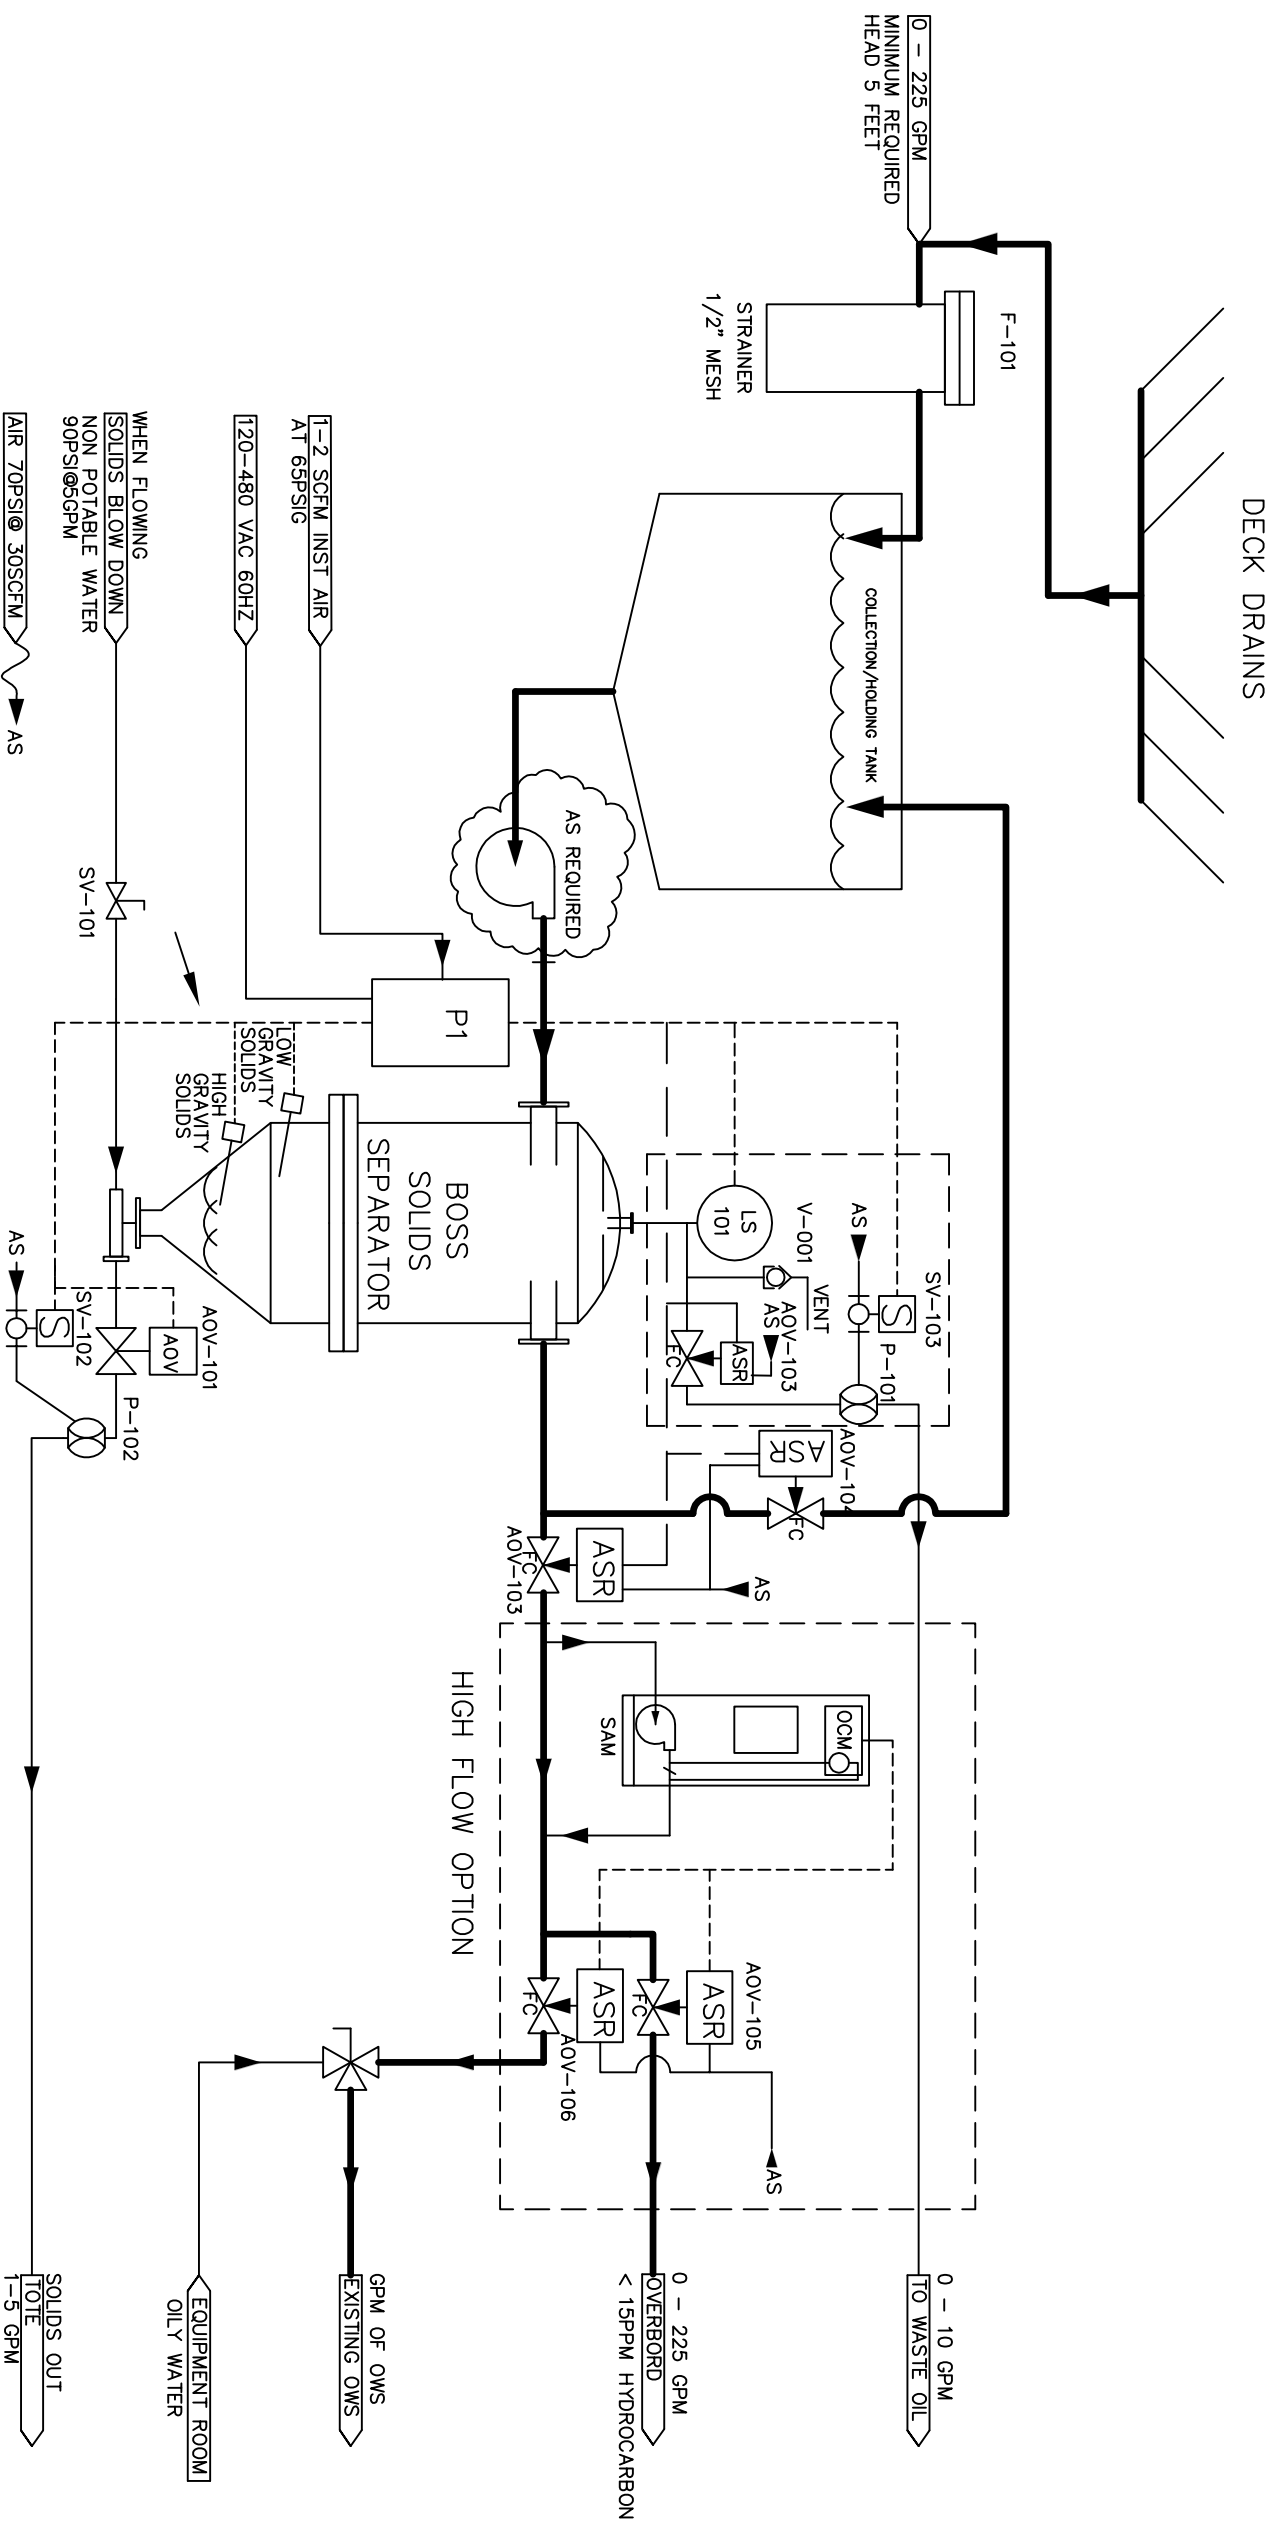 DECK DRAINS
0 - 225 GPM
MINIMUM REQUIRED
HEAD 5 FEET
F-101
STRAINER
1/2" MESH
COLLECTION/HOLDING TANK
AS REQUIRED
1-2 SCFM INST AIR
AT 65PSIG
120-480 VAC 60HZ
WHEN FLOWING
SOLIDS BLOW DOWN
NON POTABLE WATER
90PSI@5GPM
AIR 70PSI@ 30SCFM
AS
SV-101
P1
LOW
GRAVITY
SOLIDS
HIGH
GRAVITY
SOLIDS
BOSS
SOLIDS
SEPARATOR
LS
101
V-001
VENT
AS
SV-103
S
P-101
AOV-103
AS
ASR
FC
AOV-104
ASR
FC
AS
ASR
FC
AOV-103
AOV-101
AOV
SV-102
S
AS
P-102
HIGH FLOW OPTION
SAM
OCM
AOV-105
ASR
FC
ASR
FC
AOV-106
AS
0 - 10 GPM
TO WASTE OIL
0 - 225 GPM
OVERBORD
< 15PPM HYDROCARBON
GPM OF OWS
EXISTING OWS
EQUIPMENT ROOM
OILY WATER
SOLIDS OUT
TOTE
1-5 GPM